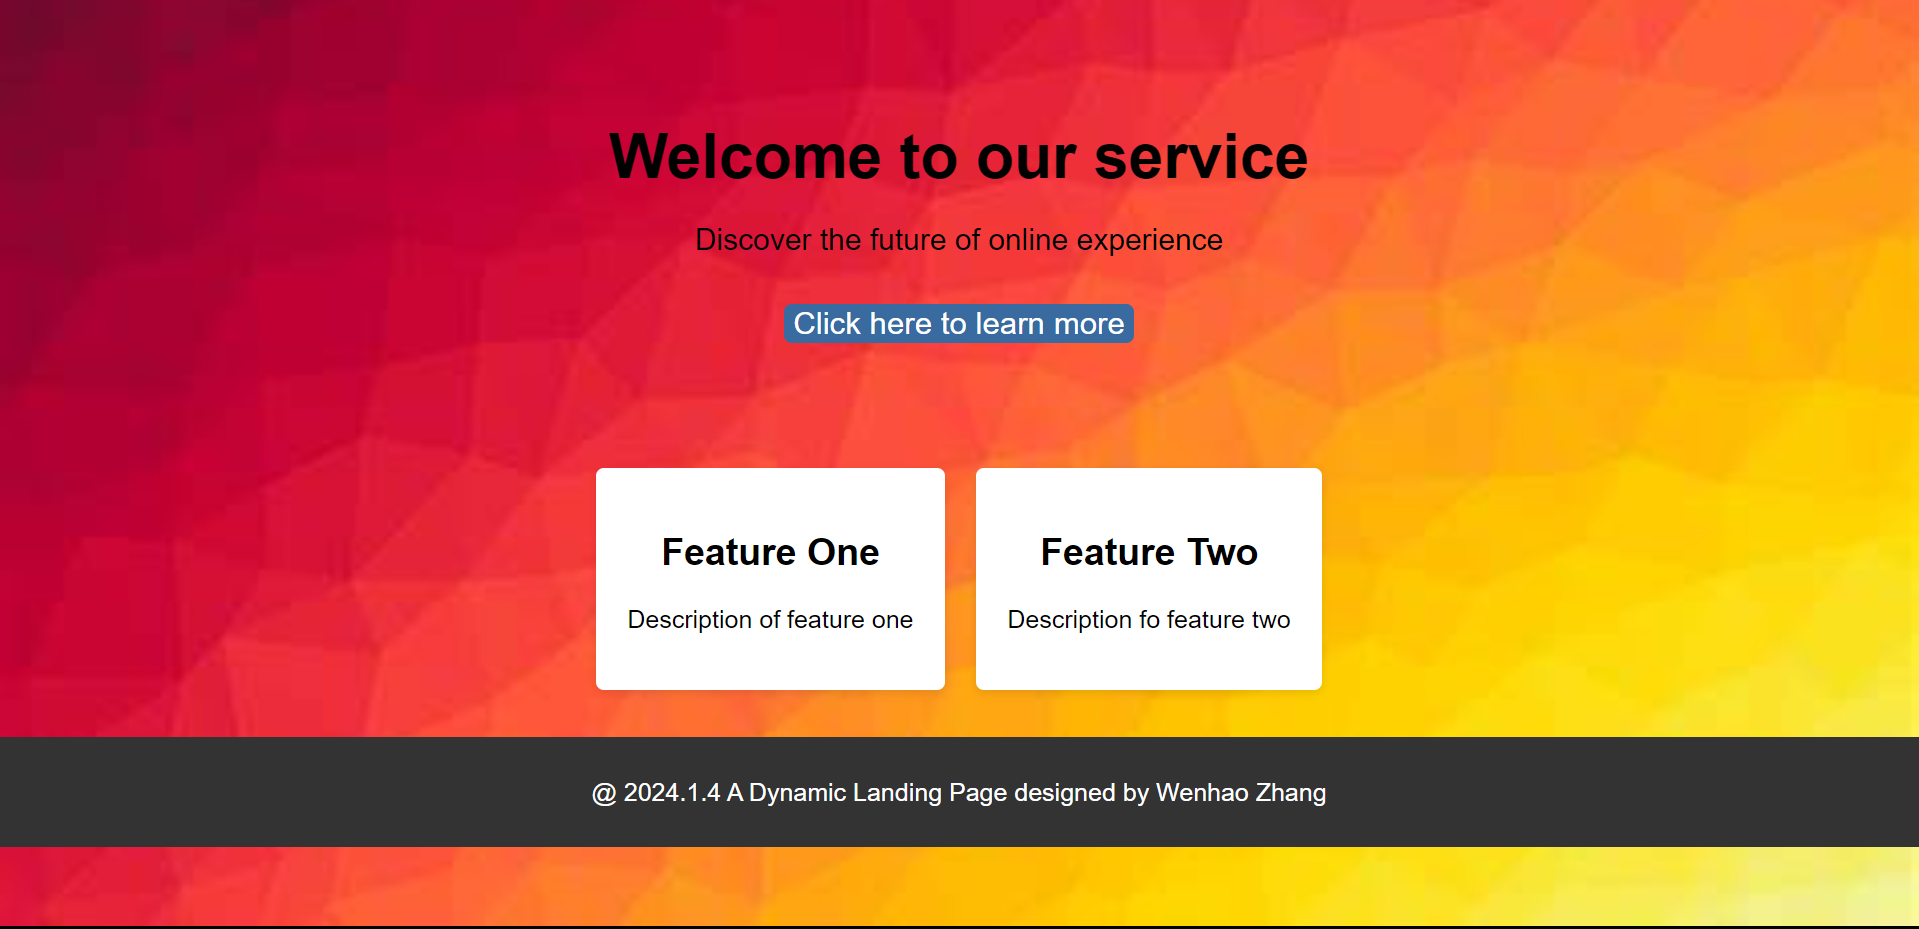 Welcome to our service
Discover the future of online experience
Click here to learn more
Feature One
Description of feature one
Feature Two
Description fo feature two
@ 2024.1.4 A Dynamic Landing Page designed by Wenhao Zhang